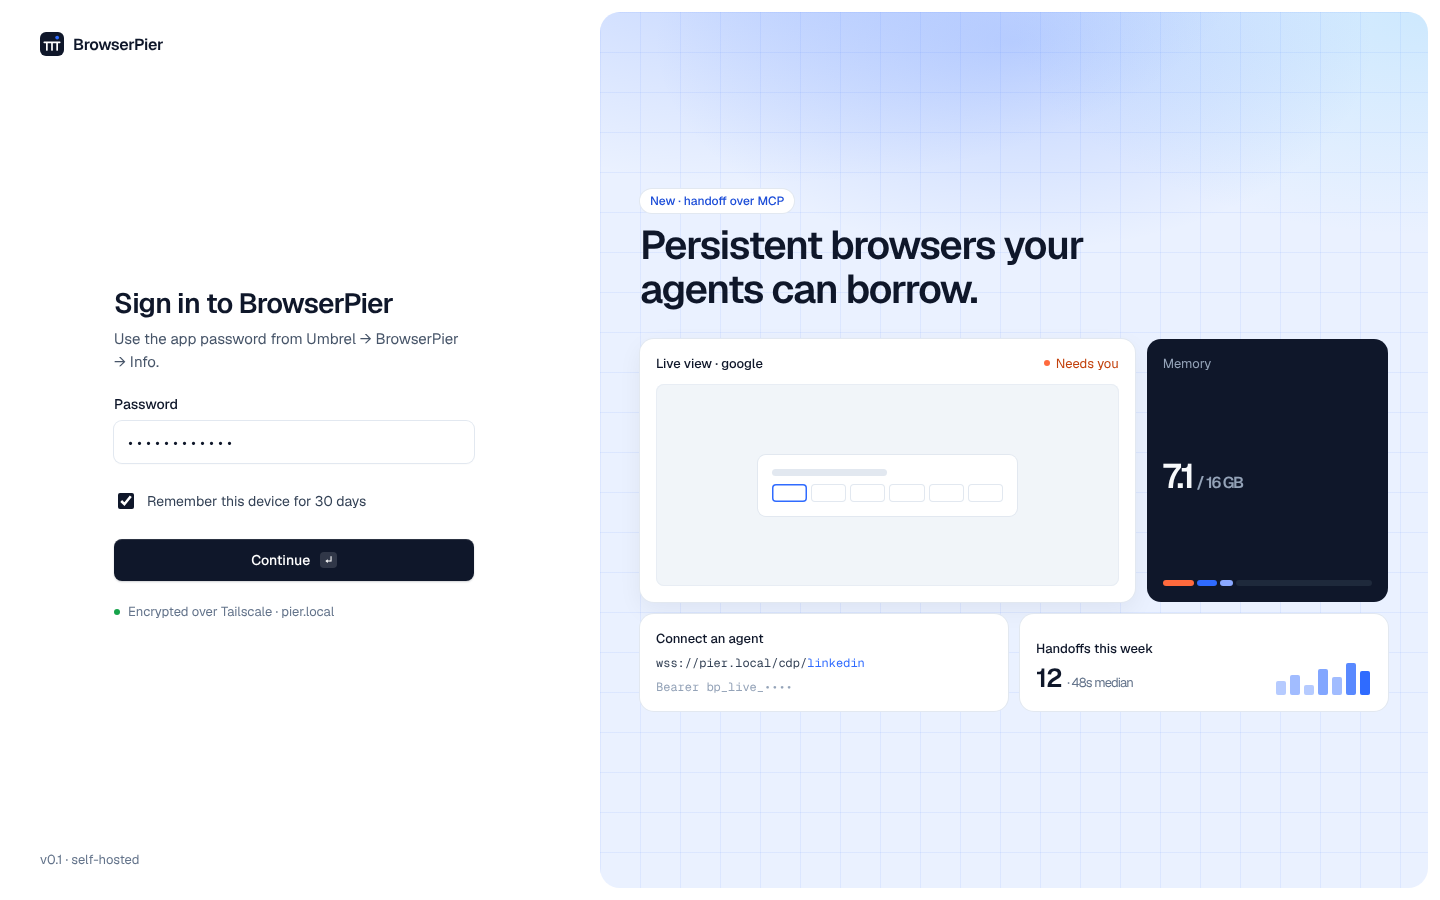 BrowserPier
Sign in to BrowserPier
Use the app password from Umbrel → BrowserPier
→ Info.
Password
••••••••••••
Remember this device for 30 days
Continue ↵
Encrypted over Tailscale · pier.local
v0.1 · self-hosted
New · handoff over MCP
Persistent browsers your
agents can borrow.
Live view · google
Needs you
Memory
7.1 / 16 GB
Connect an agent
wss://pier.local/cdp/linkedin
Bearer bp_live_••••
Handoffs this week
12 · 48s median